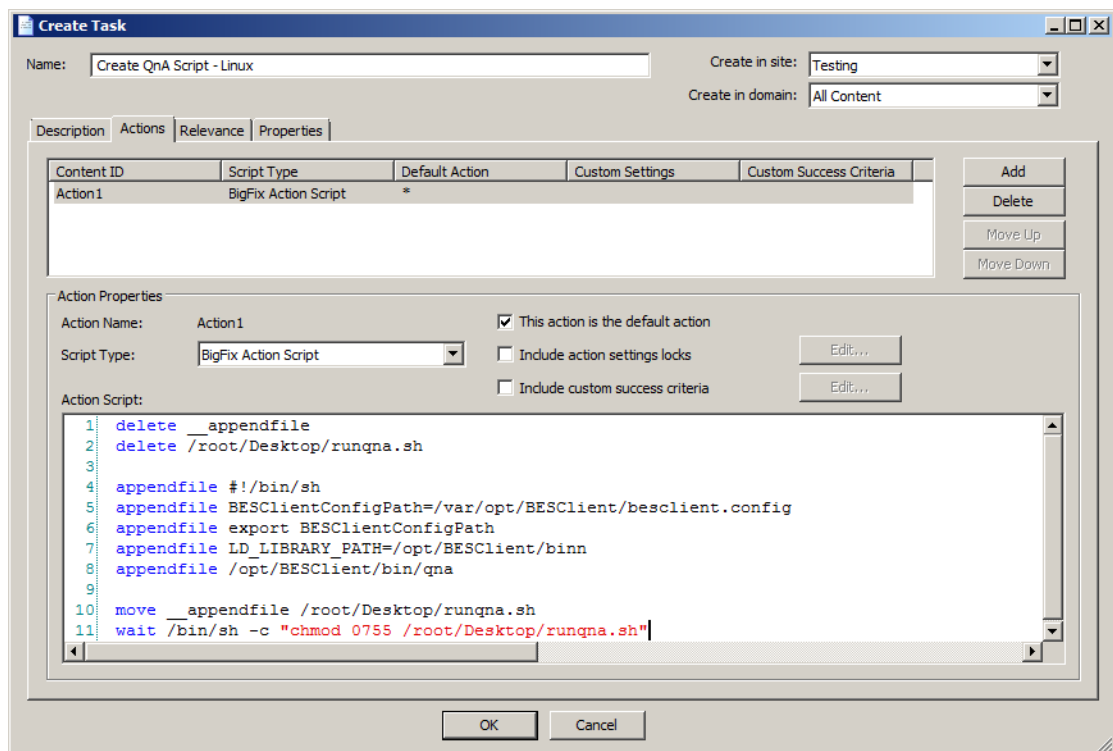 Create Task
Name: Create QnA Script - Linux Create in site: Testing
Create in domain: All Content
Description Actions Relevance Properties
Content ID Script Type Default Action Custom Settings Custom Success Criteria Add
Action1 BigFix Action Script * Delete
Move Up
Move Down
Action Properties
Action Name: Action1 This action is the default action
Script Type: BigFix Action Script Include action settings locks Edit...
Include custom success criteria Edit...
Action Script:
1 delete __appendfile
2 delete /root/Desktop/runqna.sh
3
4 appendfile #!/bin/sh
5 appendfile BESClientConfigPath=/var/opt/BESClient/besclient.config
6 appendfile export BESClientConfigPath
7 appendfile LD_LIBRARY_PATH=/opt/BESClient/binn
8 appendfile /opt/BESClient/bin/qna
9
10 move __appendfile /root/Desktop/runqna.sh
11 wait /bin/sh -c "chmod 0755 /root/Desktop/runqna.sh"
OK Cancel